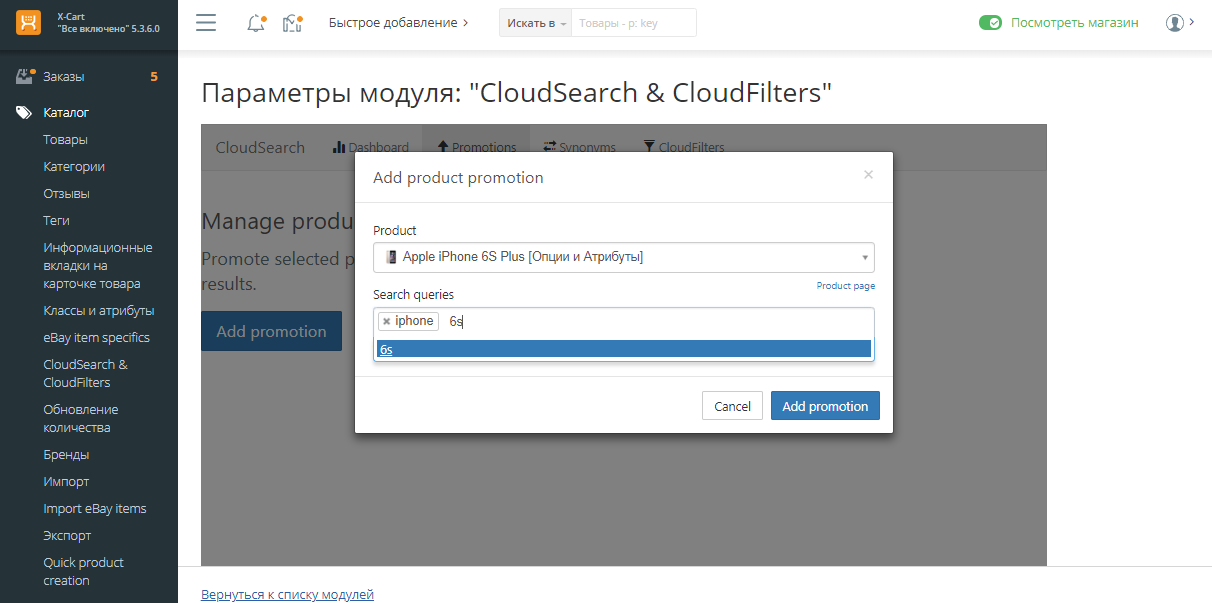 X-Cart
"Все включено" 5.3.6.0
Быстрое добавление
Искать в
Товары - p: key
Посмотреть магазин
Заказы 5
Каталог
Товары
Категории
Отзывы
Теги
Информационные
вкладки на
карточке товара
Классы и атрибуты
eBay item specifics
CloudSearch &
CloudFilters
Обновление
количества
Бренды
Импорт
Import eBay items
Экспорт
Quick product
creation
Параметры модуля: "CloudSearch & CloudFilters"
CloudSearch Dashboard Promotions Synonyms CloudFilters
Manage produ
Promote selected p
results.
Add promotion
Add product promotion
×
Product
Apple iPhone 6S Plus [Опции и Атрибуты]
Product page
Search queries
× iphone 6s
6s
Cancel Add promotion
Вернуться к списку модулей